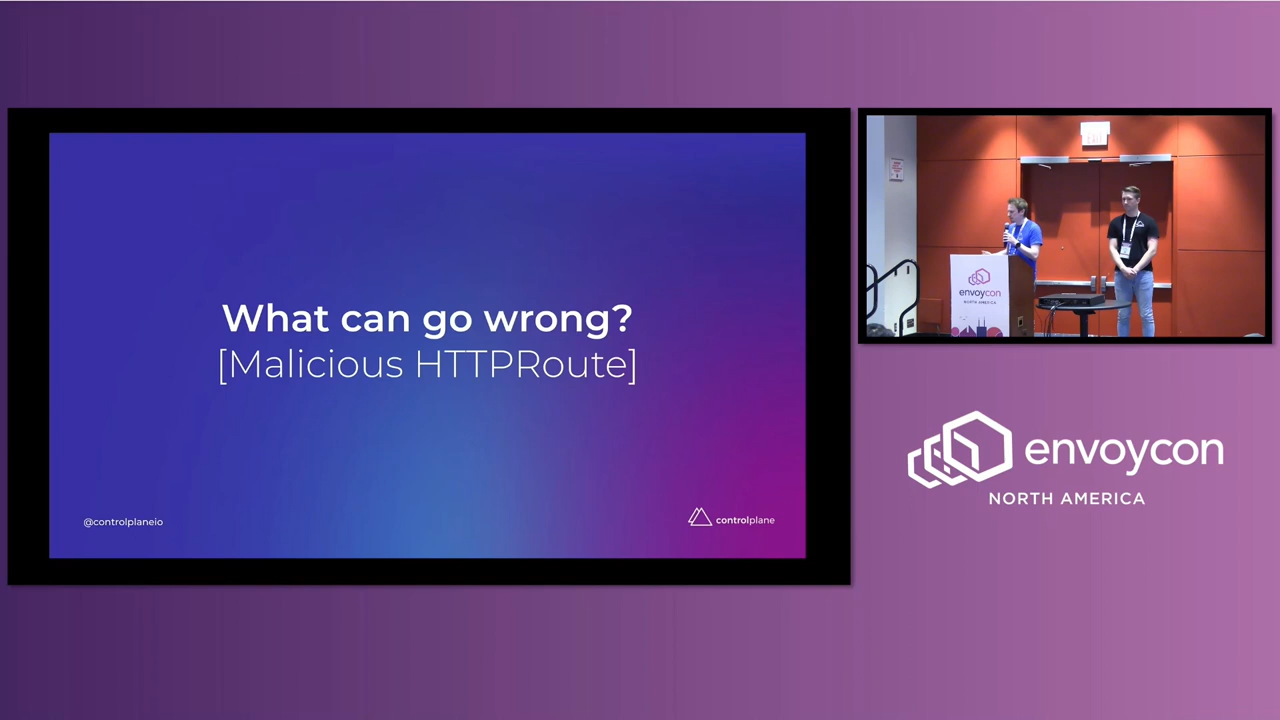 What can go wrong?
[Malicious HTTPRoute]
@controlplaneio
controlplane
envoycon
NORTH AMERICA
envoycon
NORTH AMERICA